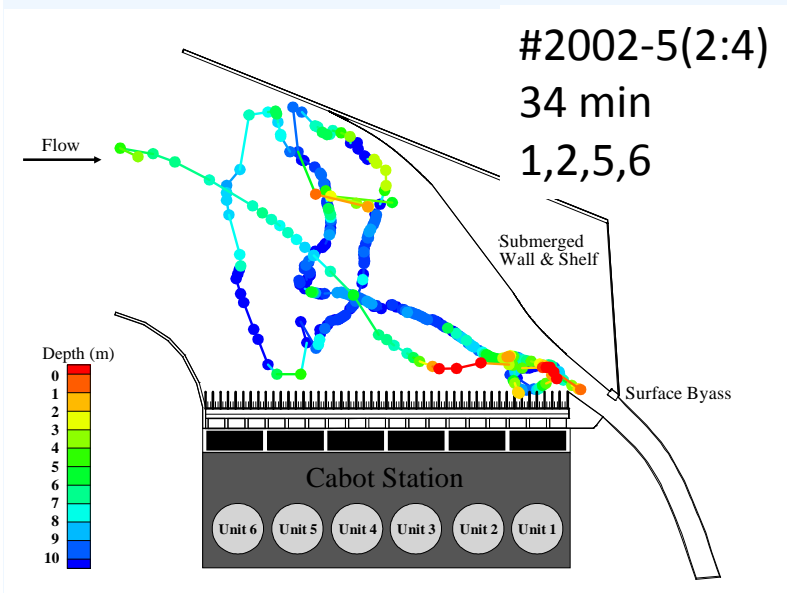 #2002-5(2:4)
34 min
1,2,5,6
Flow
Submerged
Wall & Shelf
Depth (m)
0
1
2
3
4
5
6
7
8
9
10
Surface Byass
Cabot Station
Unit 6
Unit 5
Unit 4
Unit 3
Unit 2
Unit 1